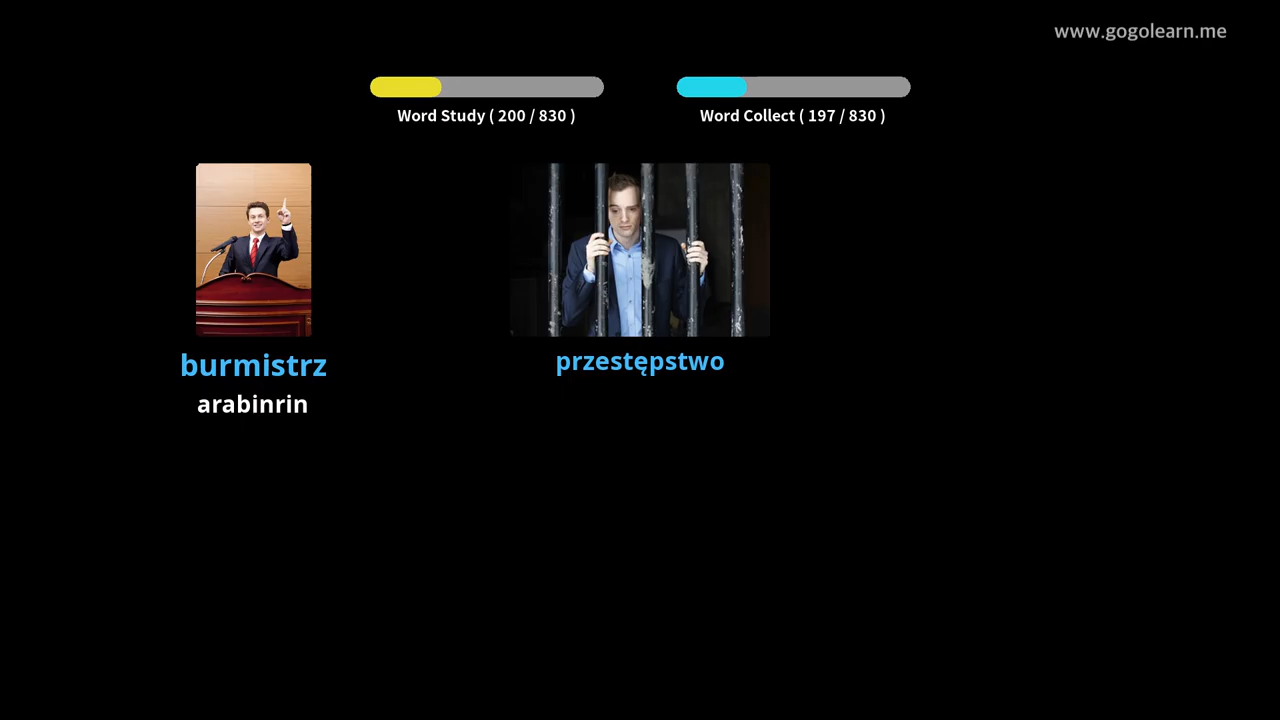 www.gogolearn.me
Word Study ( 200 / 830 )
Word Collect ( 197 / 830 )
burmistrz
arabinrin
przestępstwo